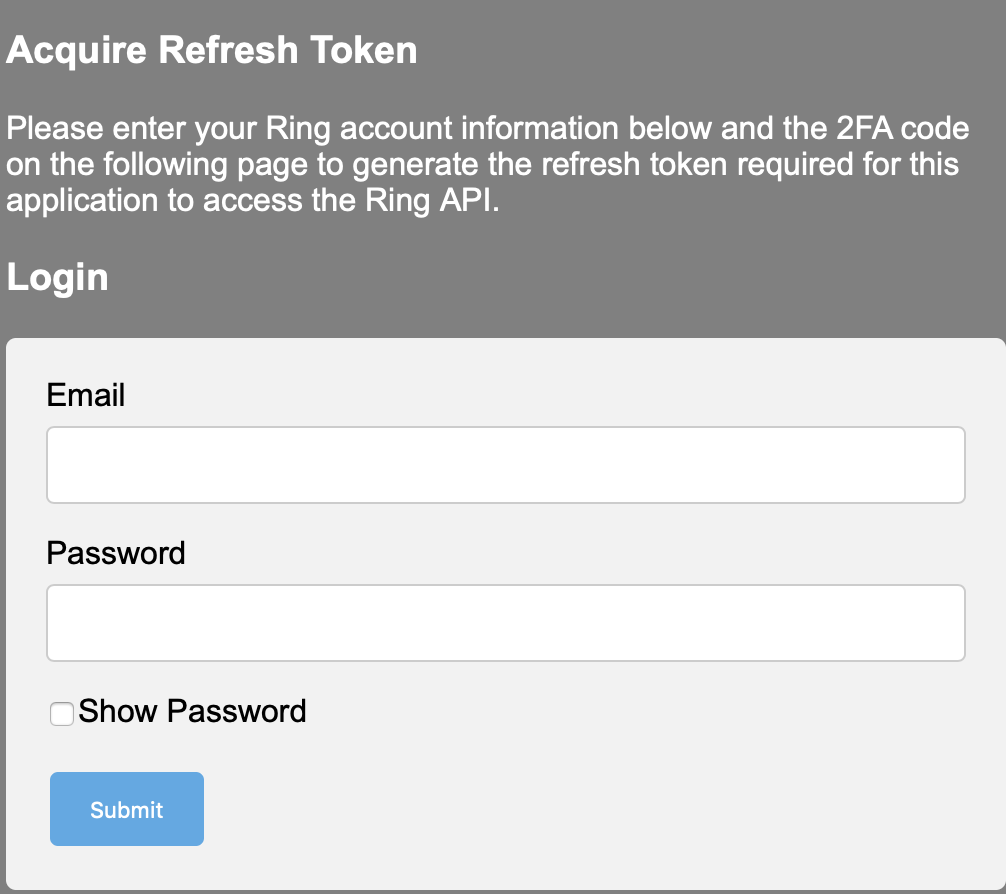 Acquire Refresh Token
Please enter your Ring account information below and the 2FA code
on the following page to generate the refresh token required for this
application to access the Ring API.
Login
Email
Password
Show Password
Submit